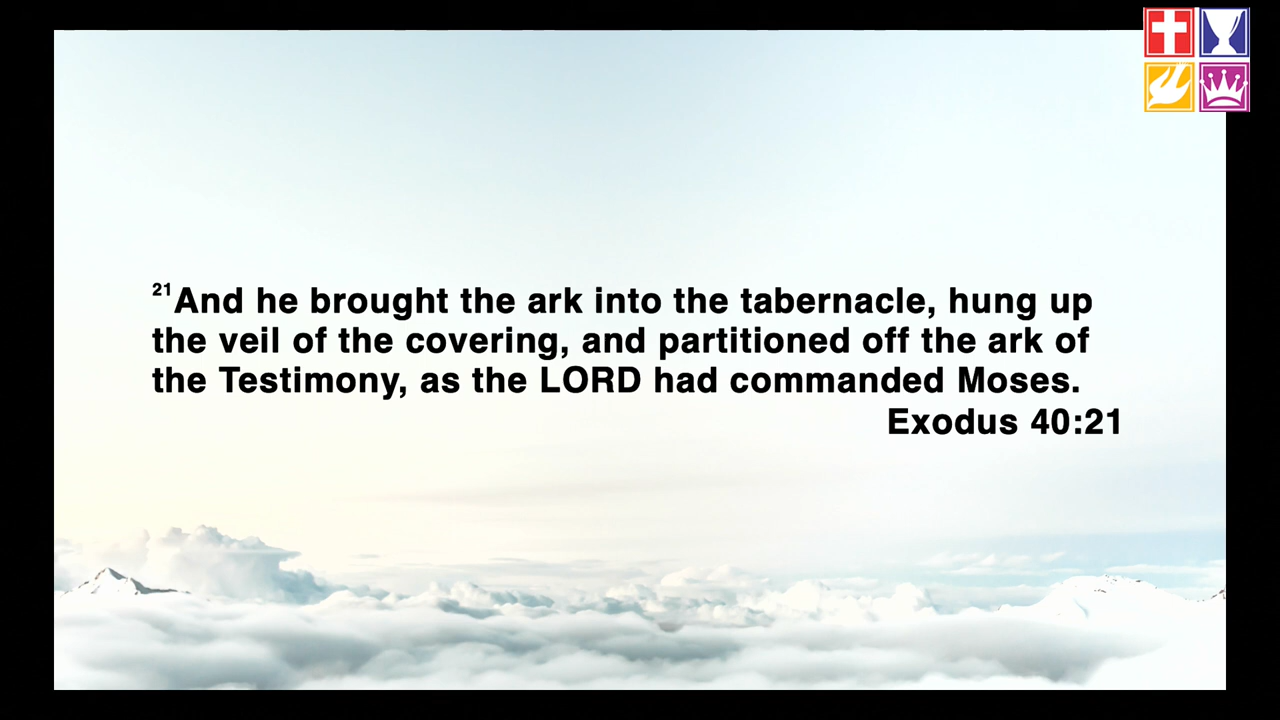 21And he brought the ark into the tabernacle, hung up
the veil of the covering, and partitioned off the ark of
the Testimony, as the LORD had commanded Moses.
Exodus 40:21